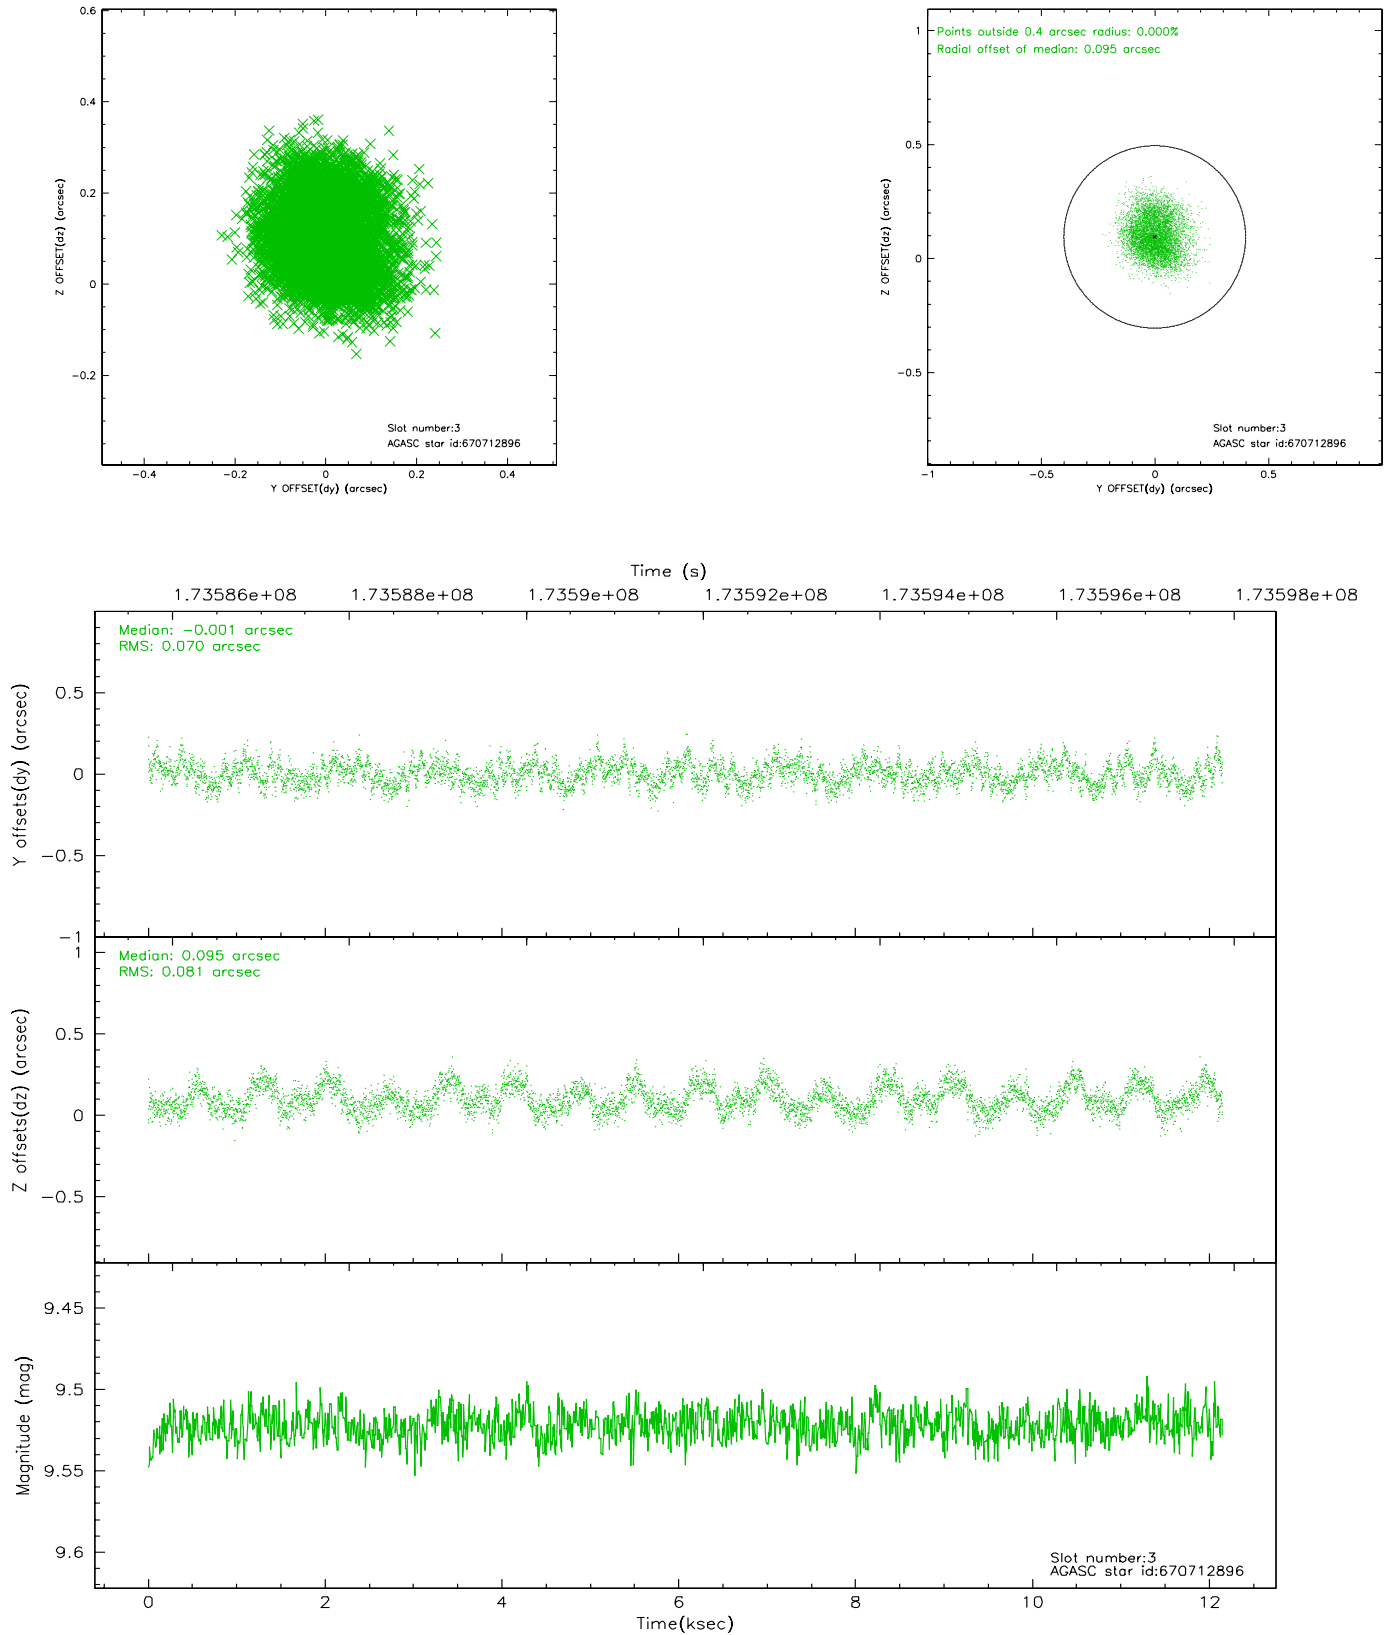 0.6
0.4
0.2
0
−0.2
Z OFFSET(dz) (arcsec)
Slot number:3
AGASC star id:670712896
−0.4 −0.2 0 0.2 0.4
Y OFFSET(dy) (arcsec)
Points outside 0.4 arcsec radius: 0.000%
Radial offset of median: 0.095 arcsec
1
0.5
0
−0.5
Z OFFSET(dz) (arcsec)
Slot number:3
AGASC star id:670712896
−1 −0.5 0 0.5
Y OFFSET(dy) (arcsec)
Time (s)
1.73586e+08 1.73588e+08 1.7359e+08 1.73592e+08 1.73594e+08 1.73596e+08 1.73598e+08
Median: −0.001 arcsec
RMS: 0.070 arcsec
0.5
0
−0.5
−1
Y offsets(dy) (arcsec)
Median: 0.095 arcsec
RMS: 0.081 arcsec
1
0.5
0
−0.5
Z offsets(dz) (arcsec)
9.45
9.5
9.55
9.6
Magnitude (mag)
Slot number:3
AGASC star id:670712896
0 2 4 6 8 10 12
Time(ksec)